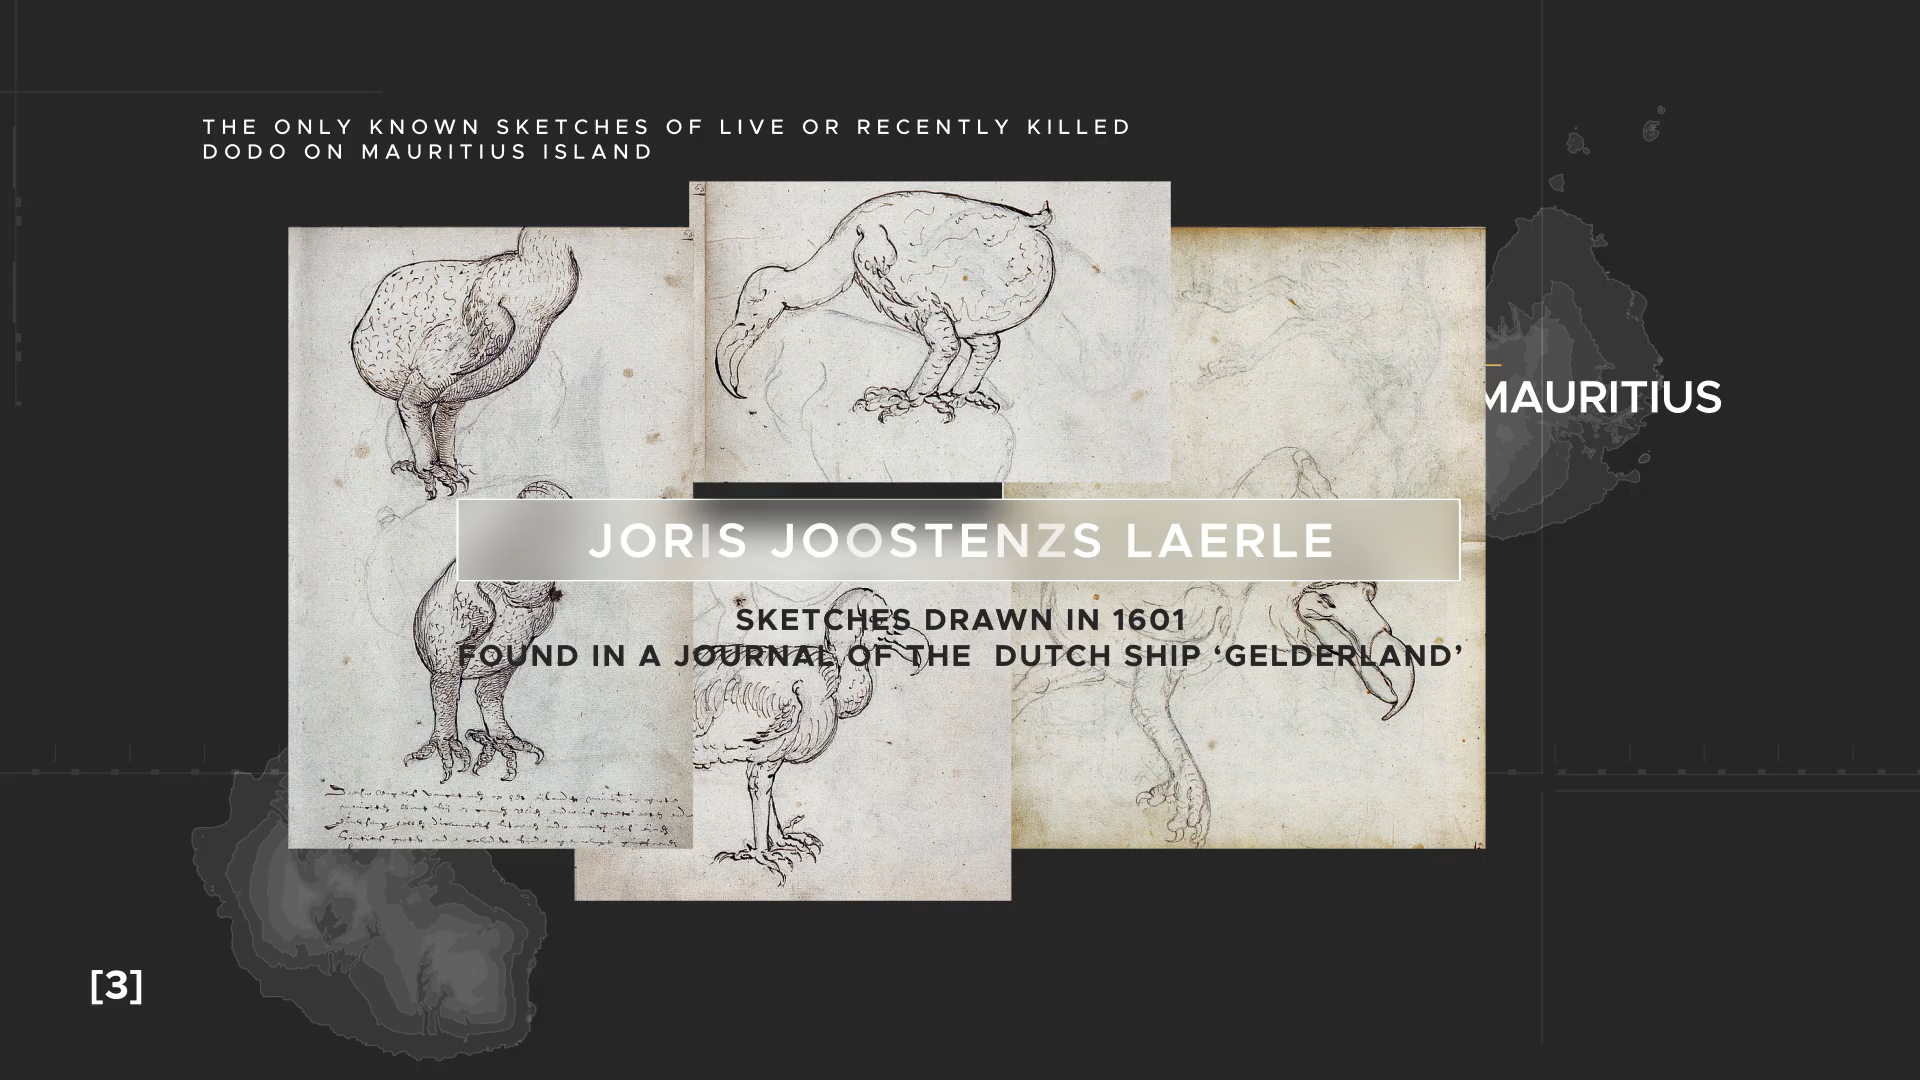 THE ONLY KNOWN SKETCHES OF LIVE OR RECENTLY KILLED
DODO ON MAURITIUS ISLAND
MAURITIUS
JORIS JOOSTENZS LAERLE
SKETCHES DRAWN IN 1601
FOUND IN A JOURNAL OF THE DUTCH SHIP ‘GELDERLAND’
[3]